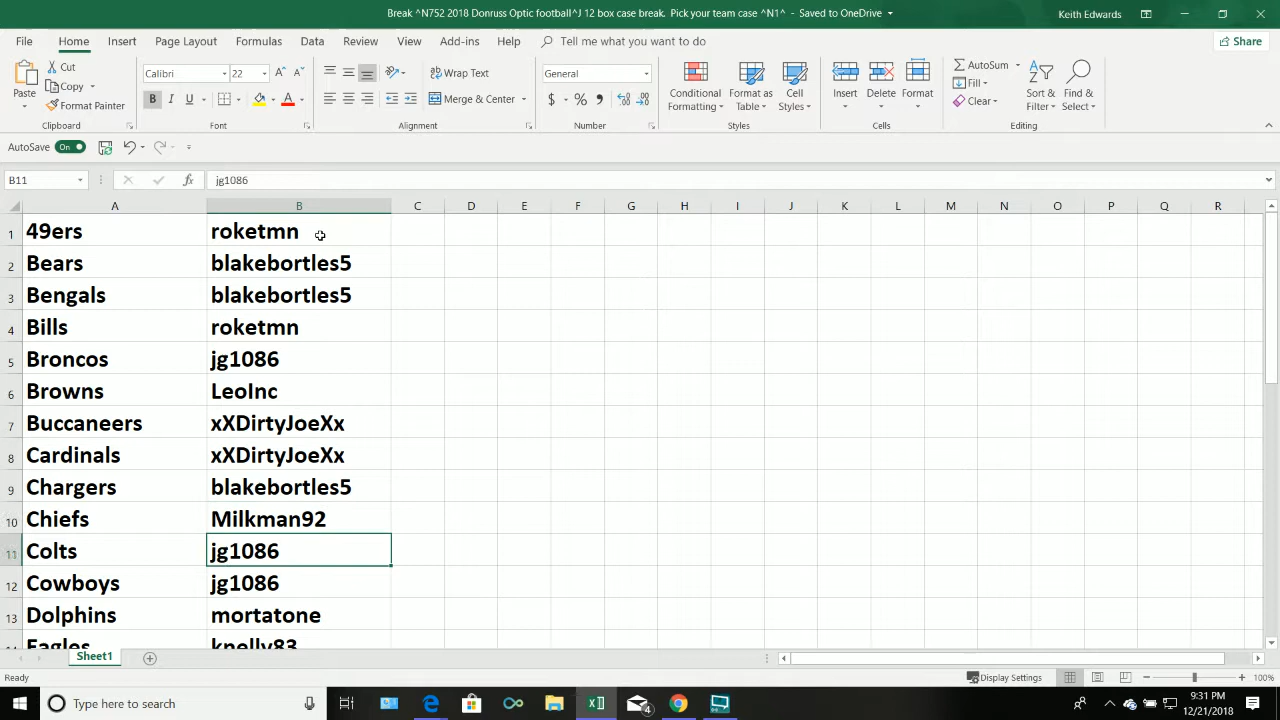 Break ^N752 2018 Donruss Optic football^J 12 box case break. Pick your team case ^N1^ - Saved to OneDrive
Keith Edwards
File Home Insert Page Layout Formulas Data Review View Add-ins Help Tell me what you want to do Share
Paste
Cut
Copy
Format Painter
Clipboard
Calibri 22
B I U
Font
Wrap Text
Merge & Center
Alignment
General
$ % ,
Number
Conditional Formatting
Format as Table
Cell Styles
Styles
Insert Delete Format
Cells
AutoSum
Fill
Clear
Sort & Filter
Find & Select
Editing
AutoSave On
B11 fx jg1086
A B C D E F G H I J K L M N O P Q R
1 49ers roketmn
2 Bears blakebortles5
3 Bengals blakebortles5
4 Bills roketmn
5 Broncos jg1086
6 Browns LeoInc
7 Buccaneers xXDirtyJoeXx
8 Cardinals xXDirtyJoeXx
9 Chargers blakebortles5
10 Chiefs Milkman92
11 Colts jg1086
12 Cowboys jg1086
13 Dolphins mortatone
Eagles knelly83
Sheet1
Ready
Display Settings
100%
Type here to search
4
9:31 PM
12/21/2018